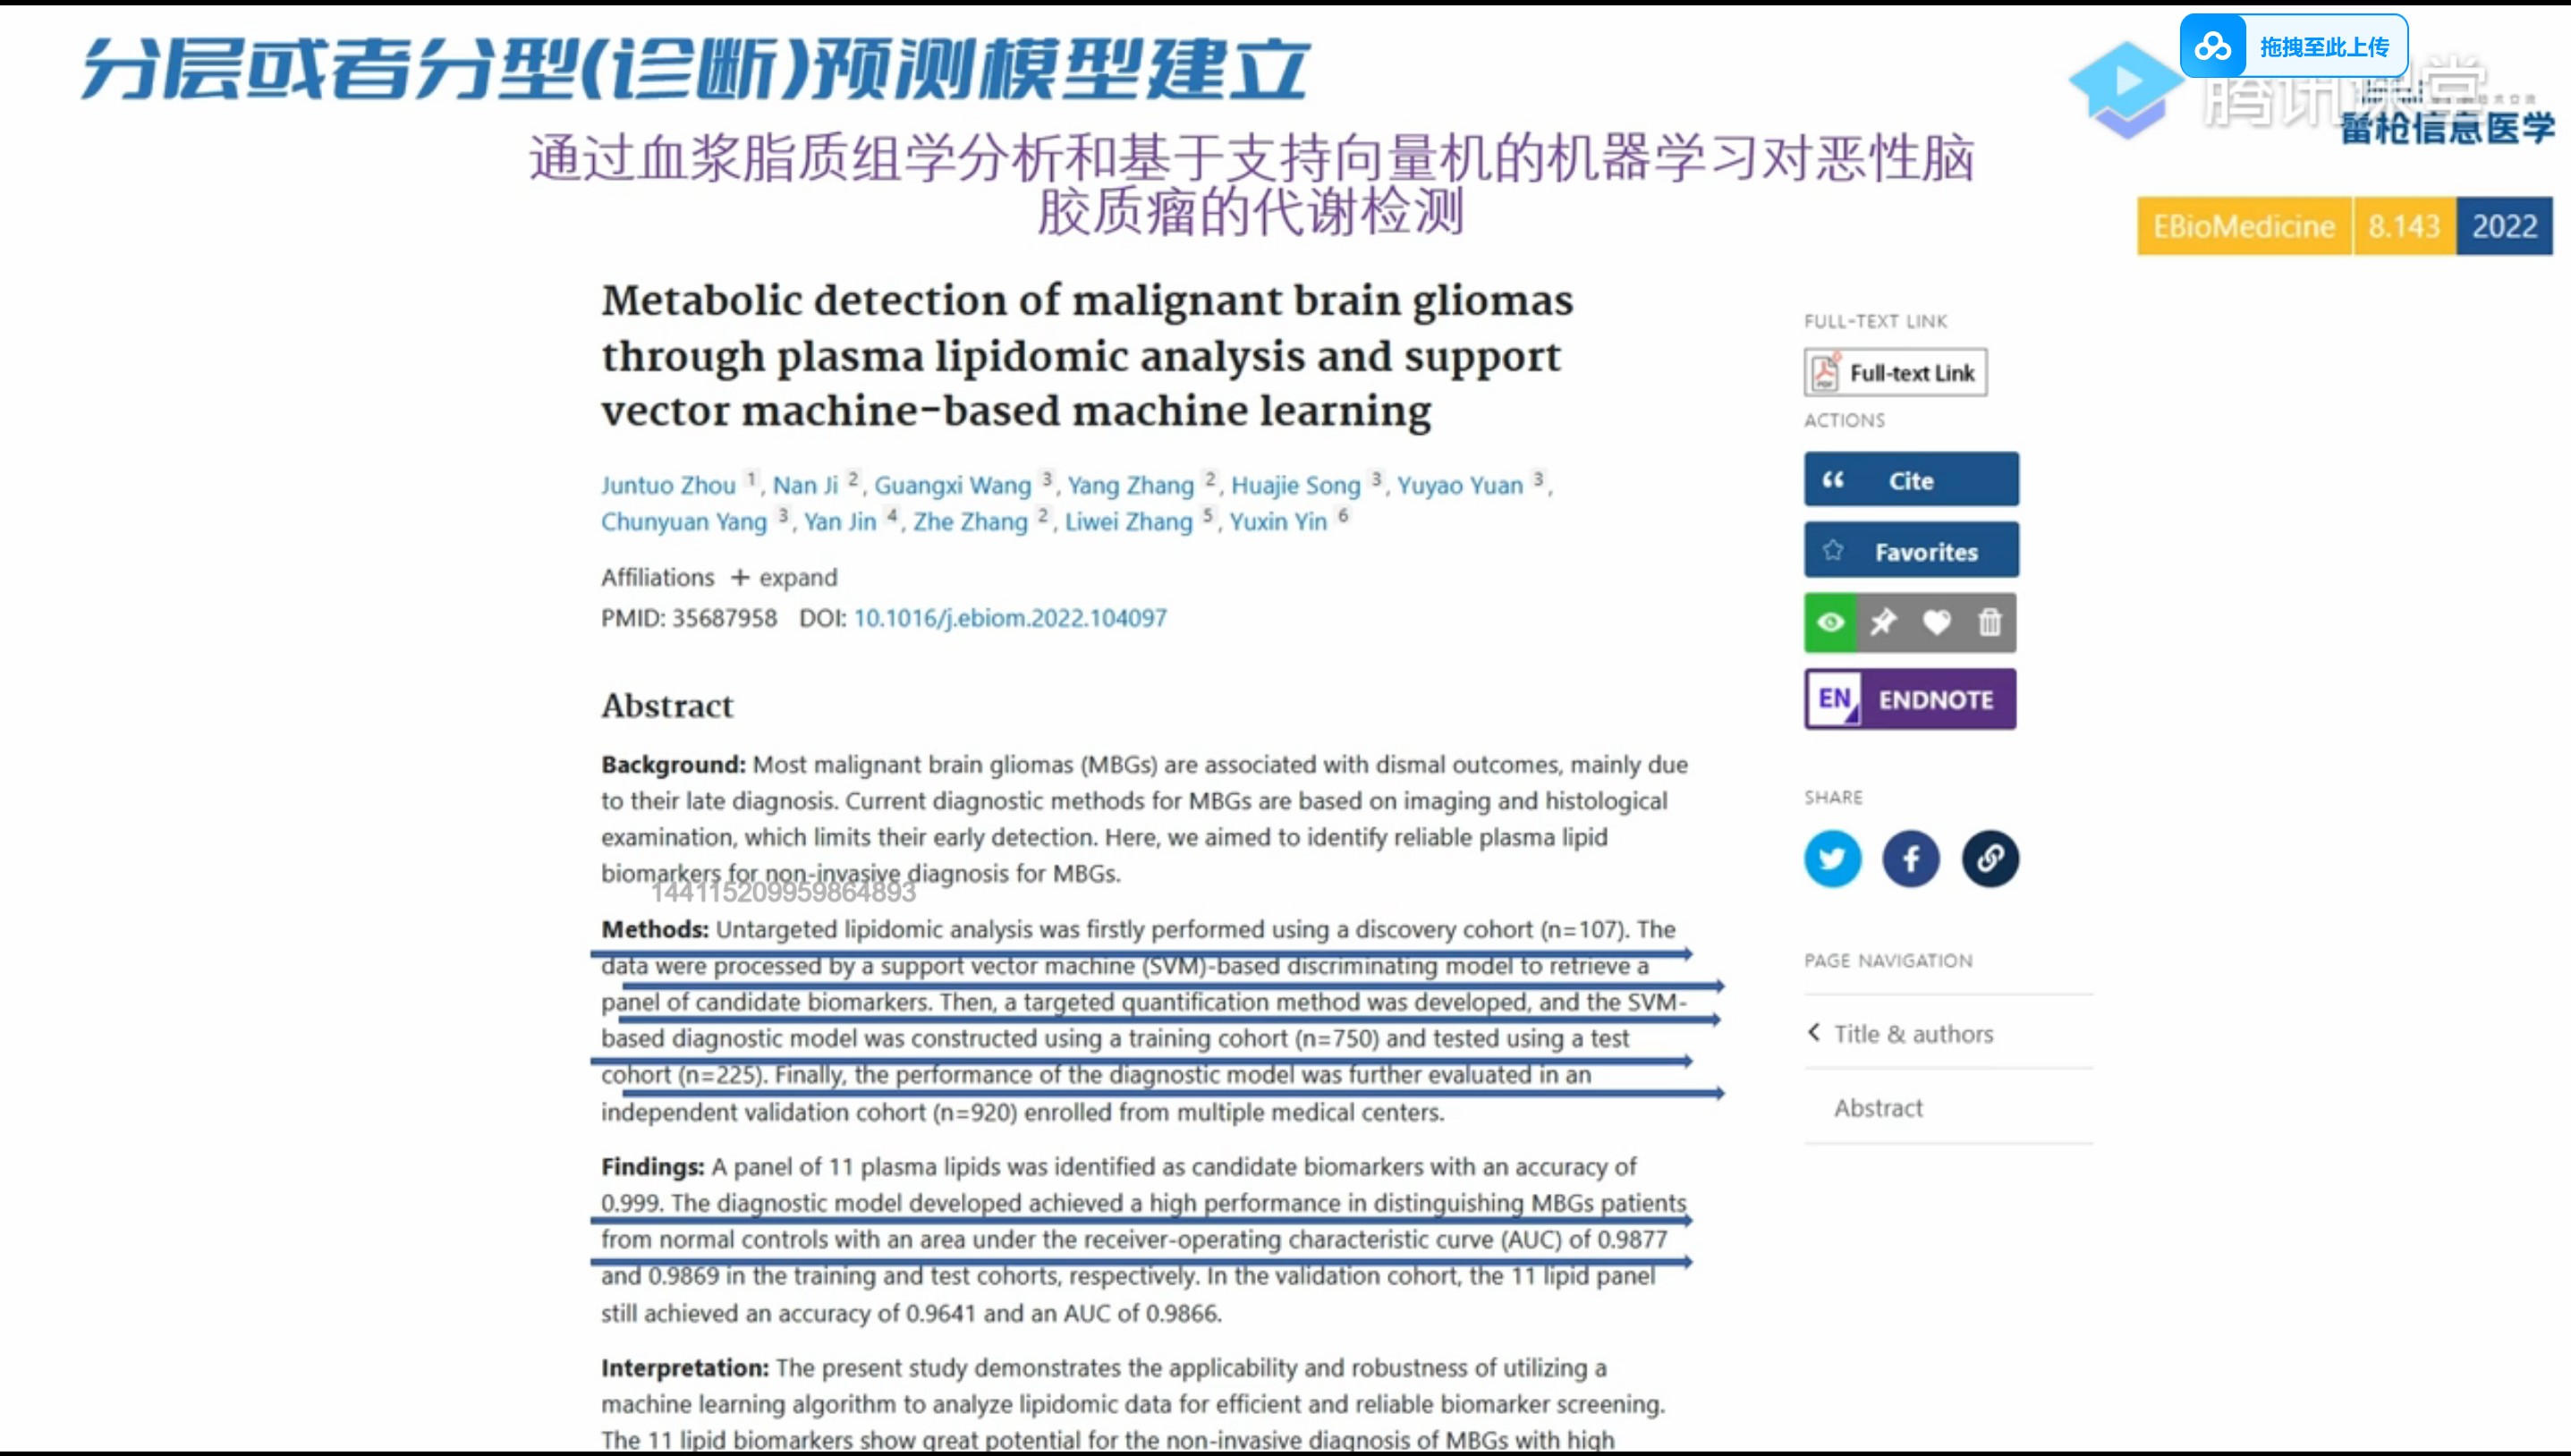 分层或者分型(诊断)预测模型建立
拖拽至此上传
腾讯课堂
雷枪信息医学
通过血浆脂质组学分析和基于支持向量机的机器学习对恶性脑
胶质瘤的代谢检测
EBioMedicine 8.143 2022
Metabolic detection of malignant brain gliomas
through plasma lipidomic analysis and support
vector machine-based machine learning
Juntuo Zhou 1, Nan Ji 2, Guangxi Wang 3, Yang Zhang 2, Huajie Song 3, Yuyao Yuan 3,
Chunyuan Yang 3, Yan Jin 4, Zhe Zhang 2, Liwei Zhang 5, Yuxin Yin 6
Affiliations + expand
PMID: 35687958 DOI: 10.1016/j.ebiom.2022.104097
Abstract
Background: Most malignant brain gliomas (MBGs) are associated with dismal outcomes, mainly due
to their late diagnosis. Current diagnostic methods for MBGs are based on imaging and histological
examination, which limits their early detection. Here, we aimed to identify reliable plasma lipid
biomarkers for non-invasive diagnosis for MBGs.
144115209959864893
Methods: Untargeted lipidomic analysis was firstly performed using a discovery cohort (n=107). The
data were processed by a support vector machine (SVM)-based discriminating model to retrieve a
panel of candidate biomarkers. Then, a targeted quantification method was developed, and the SVM-
based diagnostic model was constructed using a training cohort (n=750) and tested using a test
cohort (n=225). Finally, the performance of the diagnostic model was further evaluated in an
independent validation cohort (n=920) enrolled from multiple medical centers.
Findings: A panel of 11 plasma lipids was identified as candidate biomarkers with an accuracy of
0.999. The diagnostic model developed achieved a high performance in distinguishing MBGs patients
from normal controls with an area under the receiver-operating characteristic curve (AUC) of 0.9877
and 0.9869 in the training and test cohorts, respectively. In the validation cohort, the 11 lipid panel
still achieved an accuracy of 0.9641 and an AUC of 0.9866.
Interpretation: The present study demonstrates the applicability and robustness of utilizing a
machine learning algorithm to analyze lipidomic data for efficient and reliable biomarker screening.
The 11 lipid biomarkers show great potential for the non-invasive diagnosis of MBGs with high
FULL-TEXT LINK
PDF
Full-text Link
ACTIONS
Cite
Favorites
EN ENDNOTE
SHARE
PAGE NAVIGATION
Title & authors
Abstract